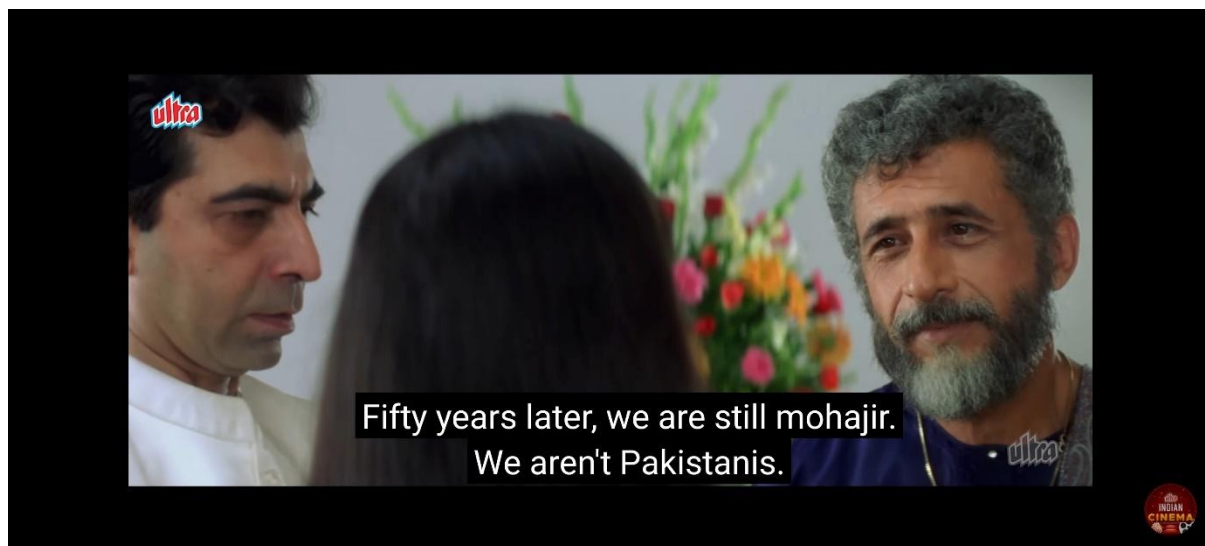 ultra
Fifty years later, we are still mohajir.
We aren't Pakistanis.
ultra
INDIAN
CINEMA